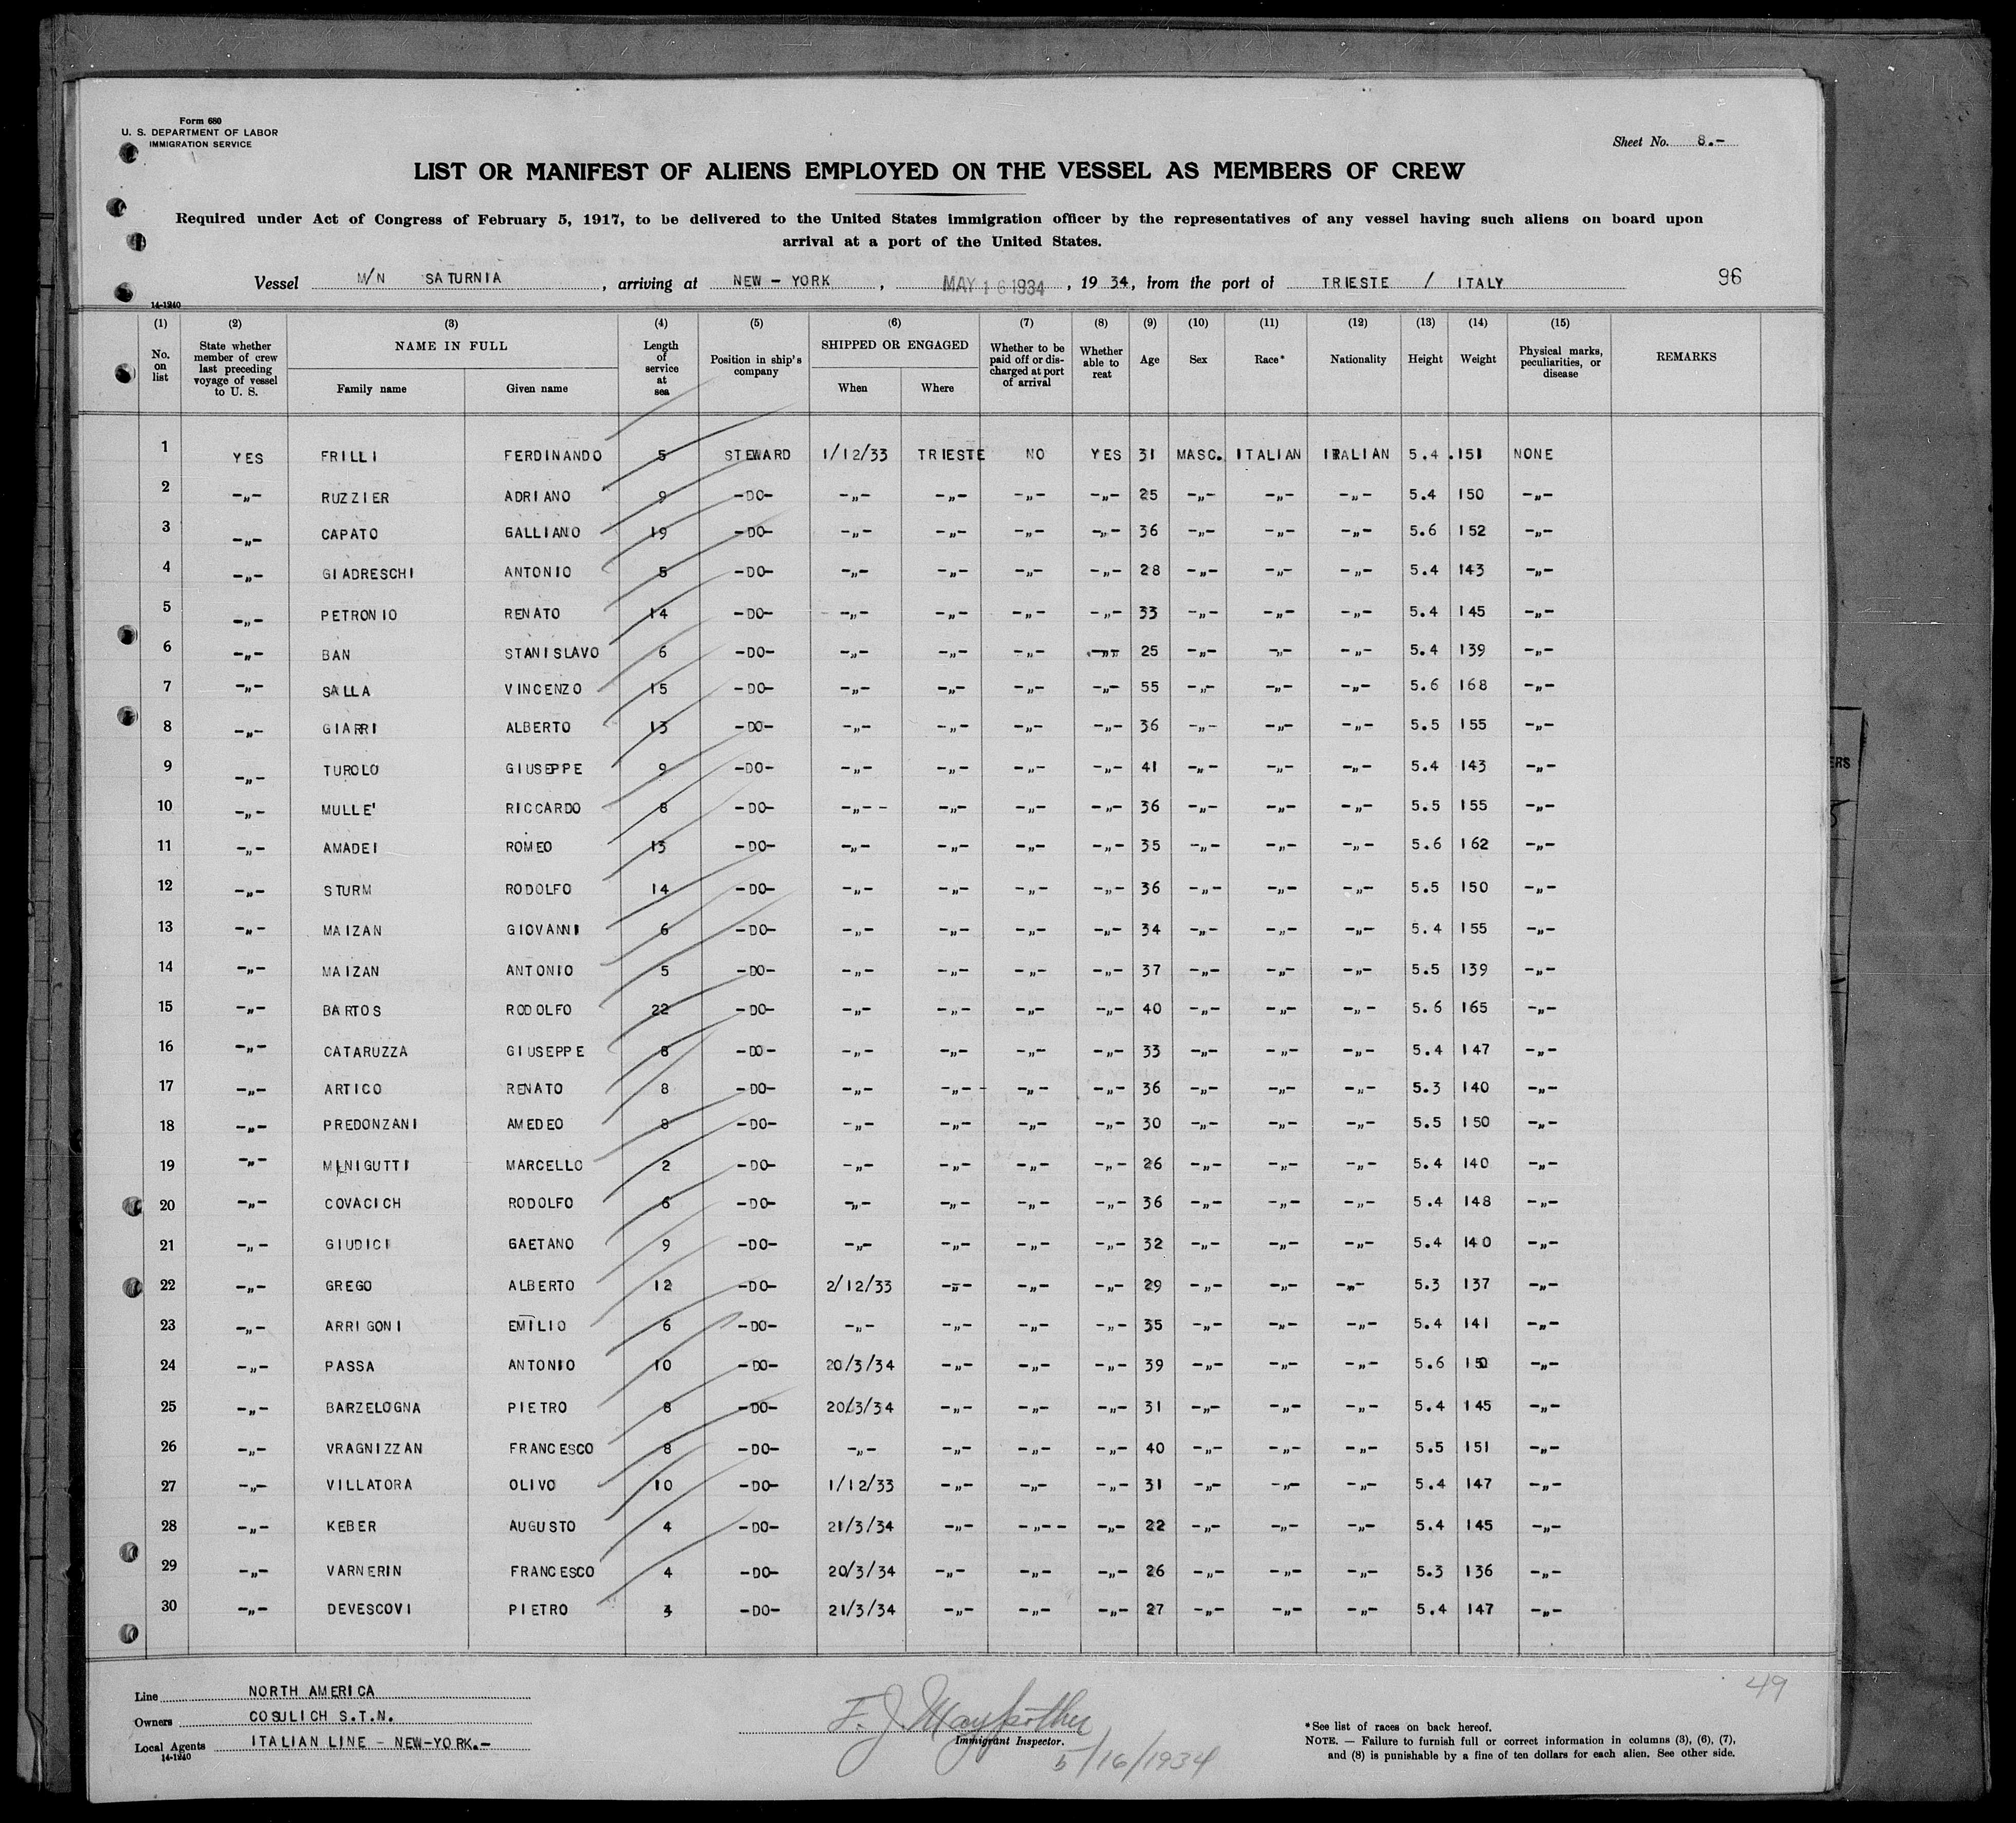 Form 680
U. S. DEPARTMENT OF LABOR
IMMIGRATION SERVICE
Sheet No. 8.-
LIST OR MANIFEST OF ALIENS EMPLOYED ON THE VESSEL AS MEMBERS OF CREW
Required under Act of Congress of February 5, 1917, to be delivered to the United States immigration officer by the representatives of any vessel having such aliens on board upon
arrival at a port of the United States.
Vessel M/N SATURNIA , arriving at NEW - YORK , MAY 16 1934 , 19 34, from the port of TRIESTE / ITALY 96
14-1240
(1) (2) (3) (4) (5) (6) (7) (8) (9) (10) (11) (12) (13) (14) (15)
No. on list State whether member of crew last preceding voyage of vessel to U. S. NAME IN FULL Family name Given name Length of service at sea Position in ship's company SHIPPED OR ENGAGED When Where Whether to be paid off or discharged at port of arrival Whether able to reat Age Sex Race* Nationality Height Weight Physical marks, peculiarities, or disease REMARKS
1 YES FRILLI FERDINANDO 5 STEWARD 1/12/33 TRIESTE NO YES 31 MASC. ITALIAN ITALIAN 5.4 .151 NONE
2 -"- RUZZIER ADRIANO 9 -DO- -"- -"- -"- -"- 25 -"- -"- -"- 5.4 150 -"-
3 -"- CAPATO GALLIANO 19 -DO- -"- -"- -"- -"- 36 -"- -"- -"- 5.6 152 -"-
4 -"- GIADRESCHI ANTONIO 5 -DO- -"- -"- -"- -"- 28 -"- -"- -"- 5.4 143 -"-
5 -"- PETRONIO RENATO 14 -DO- -"- -"- -"- -"- 33 -"- -"- -"- 5.4 145 -"-
6 -"- BAN STANISLAVO 6 -DO- -"- -"- -"- -"- 25 -"- -"- -"- 5.4 139 -"-
7 -"- SALLA VINCENZO 15 -DO- -"- -"- -"- -"- 55 -"- -"- -"- 5.6 168 -"-
8 -"- GIARRI ALBERTO 13 -DO- -"- -"- -"- -"- 36 -"- -"- -"- 5.5 155 -"-
9 -"- TUROLO GIUSEPPE 9 -DO- -"- -"- -"- -"- 41 -"- -"- -"- 5.4 143 -"-
10 -"- MULLE' RICCARDO 8 -DO- -"-- -"- -"- -"- 36 -"- -"- -"- 5.5 155 -"-
11 -"- AMADEI ROMEO 13 -DO- -"- -"- -"- -"- 35 -"- -"- -"- 5.6 162 -"-
12 -"- STURM RODOLFO 14 -DO- -"- -"- -"- -"- 36 -"- -"- -"- 5.5 150 -"-
13 -"- MAIZAN GIOVANNI 6 -DO- -"- -"- -"- -"- 34 -"- -"- -"- 5.4 155 -"-
14 -"- MAIZAN ANTONIO 5 -DO- -"- -"- -"- -"- 37 -"- -"- -"- 5.5 139 -"-
15 -"- BARTOS RODOLFO 22 -DO- -"- -"- -"- -"- 40 -"- -"- -"- 5.6 165 -"-
16 -"- CATARUZZA GIUSEPPE 8 -DO- -"- -"- -"- -"- 33 -"- -"- -"- 5.4 147 -"-
17 -"- ARTICO RENATO 8 -DO- -"- -"-- -"- -"- 36 -"- -"- -"- 5.3 140 -"-
18 -"- PREDONZANI AMEDEO 8 -DO- -"- -"- -"- -"- 30 -"- -"- -"- 5.5 150 -"-
19 -"- MINIGUTTI MARCELLO 2 -DO- -"- -"- -"- -"- 26 -"- -"- -"- 5.4 140 -"-
20 -"- COVACICH RODOLFO 6 -DO- -"- -"- -"- -"- 36 -"- -"- -"- 5.4 148 -"-
21 -"- GIUDICI GAETANO 9 -DO- -"- -"- -"- -"- 32 -"- -"- -"- 5.4 140 -"-
22 -"- GREGO ALBERTO 12 -DO- 2/12/33 -"- -"- -"- 29 -"- -"- -"- 5.3 137 -"-
23 -"- ARRIGONI EMILIO 6 -DO- -"- -"- -"- -"- 35 -"- -"- -"- 5.4 141 -"-
24 -"- PASSA ANTONIO 10 -DO- 20/3/34 -"- -"- -"- 39 -"- -"- -"- 5.6 150 -"-
25 -"- BARZELOGNA PIETRO 8 -DO- 20/3/34 -"- -"- -"- 31 -"- -"- -"- 5.4 145 -"-
26 -"- VRAGNIZZAN FRANCESCO 8 -DO- -"- -"- -"- -"- 40 -"- -"- -"- 5.5 151 -"-
27 -"- VILLATORA OLIVO 10 -DO- 1/12/33 -"- -"- -"- 31 -"- -"- -"- 5.4 147 -"-
28 -"- KEBER AUGUSTO 4 -DO- 21/3/34 -"- -"-- -"- 22 -"- -"- -"- 5.4 145 -"-
29 -"- VARNERIN FRANCESCO 4 -DO- 20/3/34 -"- -"- -"- 26 -"- -"- -"- 5.3 136 -"-
30 -"- DEVESCOVI PIETRO -DO- 21/3/34 -"- -"- -"- 27 -"- -"- -"- 5.4 147 -"-
49
Line NORTH AMERICA
Owners COSULICH S.T.N.
Local Agents ITALIAN LINE - NEW-YORK.-
14-1240
F. J.
Immigrant Inspector.
5/16/1934
*See list of races on back hereof.
NOTE. — Failure to furnish full or correct information in columns (3), (6), (7),
and (8) is punishable by a fine of ten dollars for each alien. See other side.